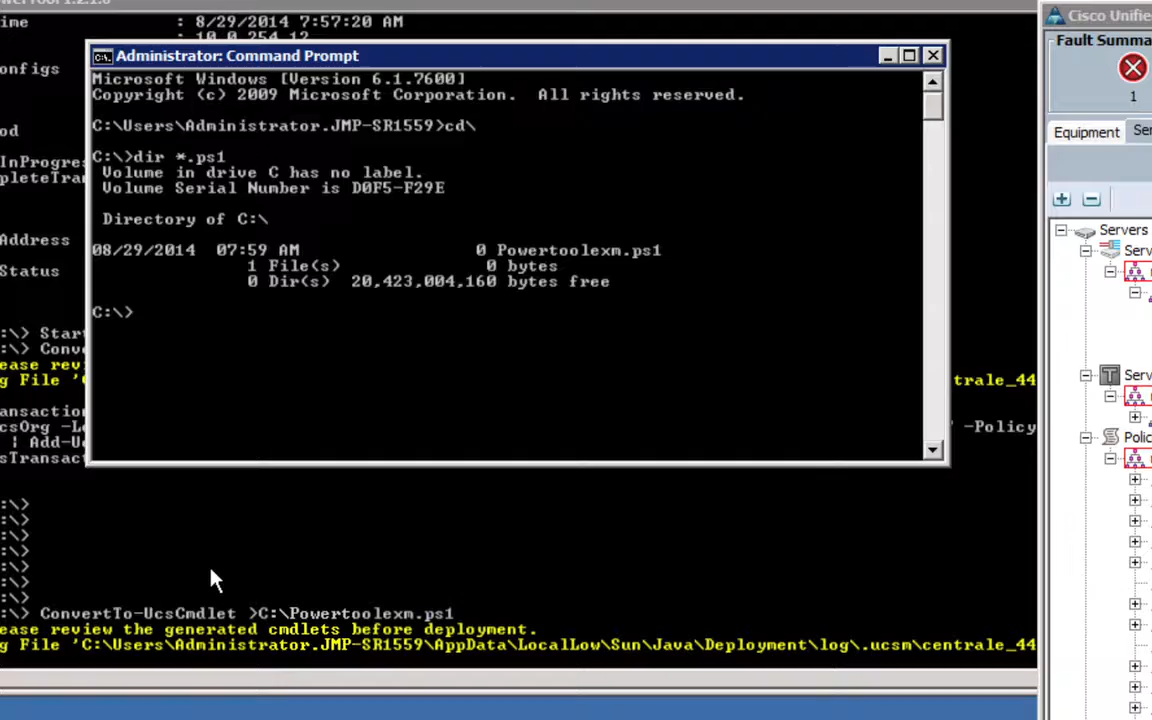 ime : 8/29/2014 7:57:20 AM
: 10.0.254.12
onfigs
od
InProgres
pleteTran
Address
Status
:\> Star
:\> Conv
ease rev
g File 'C
ansaction
csOrg -Le
| Add-U
sTransact
trale_44
-Policy
:\>
:\>
:\>
:\>
:\>
:\>
:\>
:\> ConvertTo-UcsCmdlet >C:\Powertoolexm.ps1
ease review the generated cmdlets before deployment.
g File 'C:\Users\Administrator.JMP-SR1559\AppData\LocalLow\Sun\Java\Deployment\log\.ucsm\centrale_44
Administrator: Command Prompt
Microsoft Windows [Version 6.1.7600]
Copyright (c) 2009 Microsoft Corporation. All rights reserved.
C:\Users\Administrator.JMP-SR1559>cd\
C:\>dir *.ps1
Volume in drive C has no label.
Volume Serial Number is D0F5-F29E
Directory of C:\
08/29/2014 07:59 AM 0 Powertoolexm.ps1
1 File(s) 0 bytes
0 Dir(s) 20,423,004,160 bytes free
C:\>
Cisco Unifie
Fault Summa
1
Equipment Se
Servers
Serv
Serv
Polic